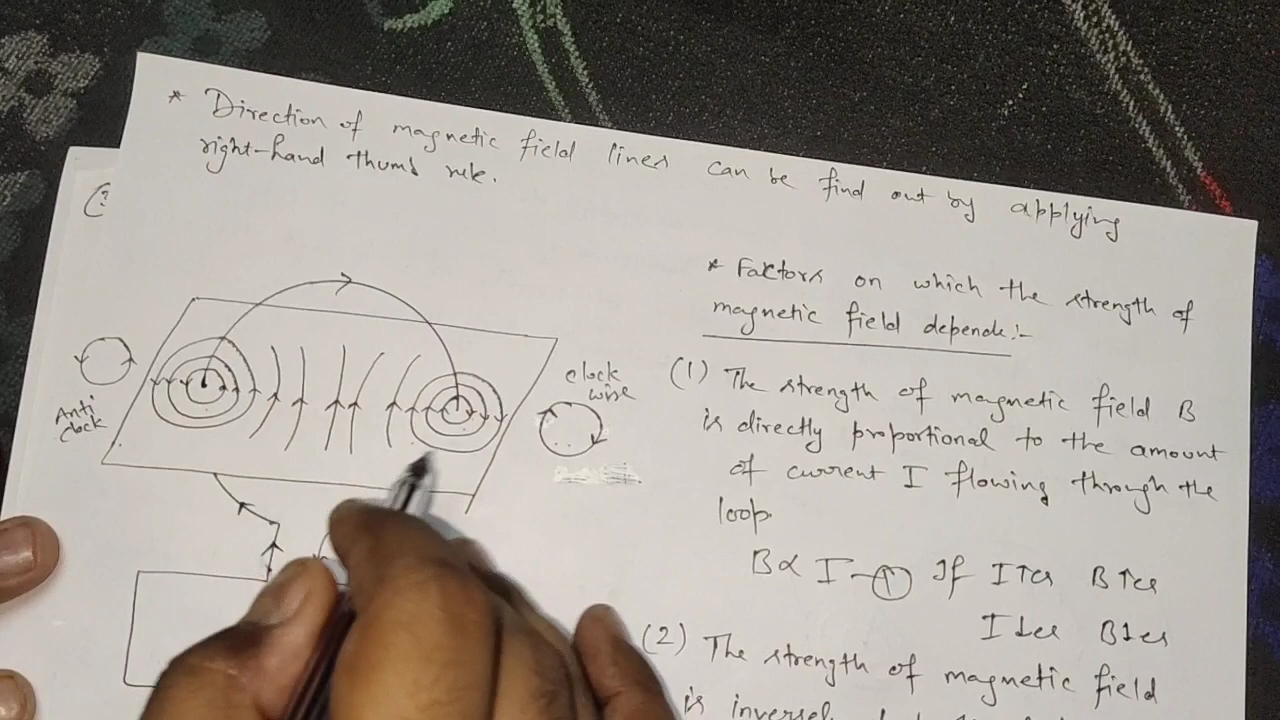 * Direction of magnetic field lines can be find out by applying
right-hand thumb rule.
(2
* Factors on which the strength of
magnetic field depends:-
Anti
clock
clock
wise
(1) The strength of magnetic field B
is directly proportional to the amount
of current I flowing through the
loop.
B∝ I -① If I↑es B↑es
I↓es B↓es
(2) The strength of magnetic field
is